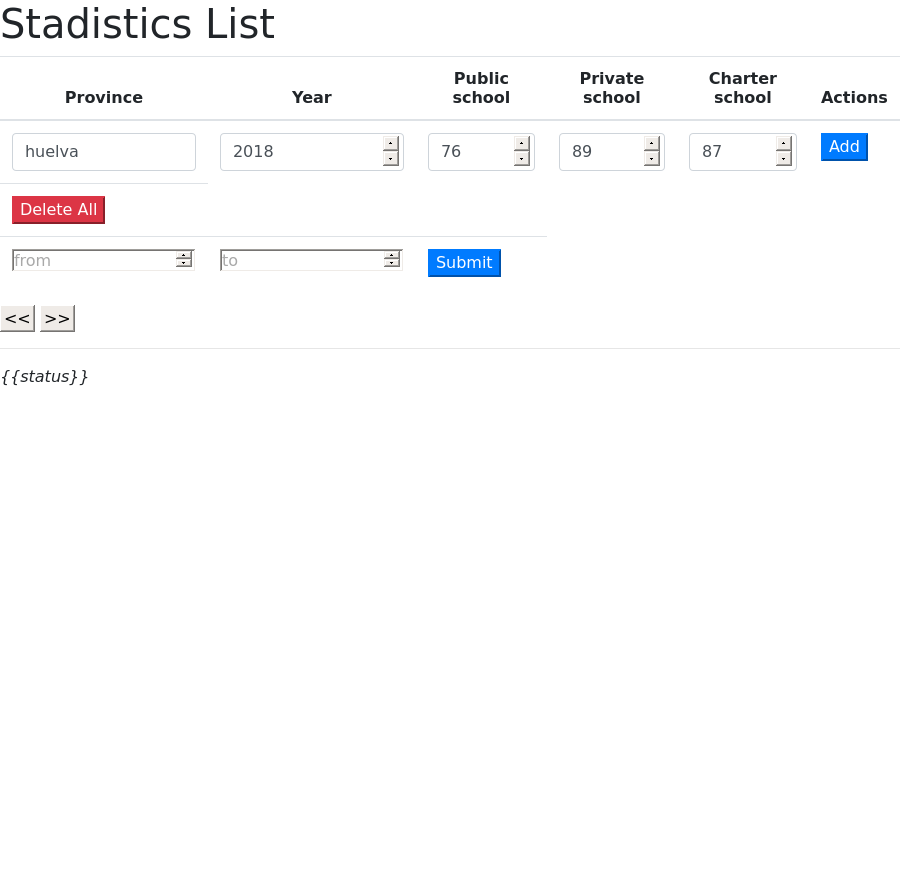 Stadistics List
Province Year Public school Private school Charter school Actions
huelva 2018 76 89 87 Add
Delete All
from to Submit
<< >>
{{status}}